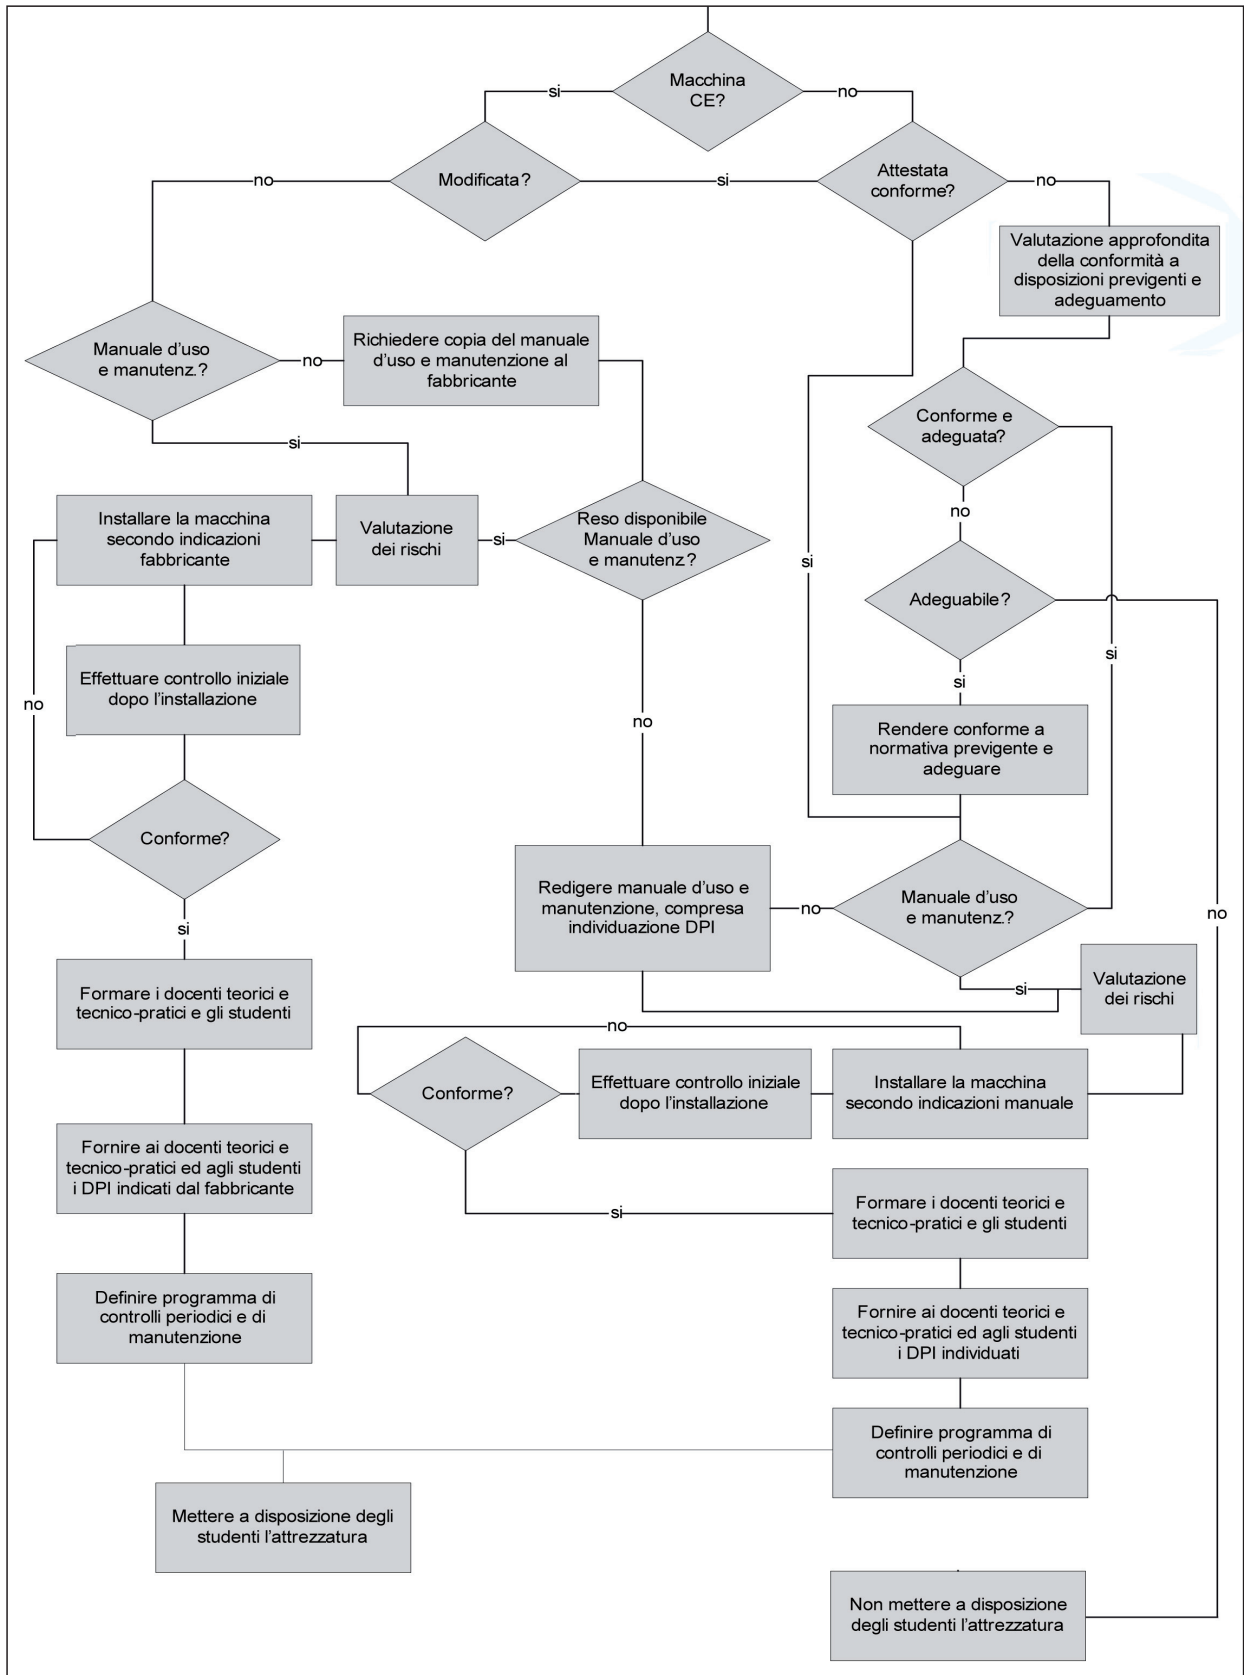 Macchina
CE?
si
no
Modificata?
no
si
Attestata
conforme?
no
Valutazione approfondita
della conformità a
disposizioni previgenti e
adeguamento
Manuale d'uso
e manutenz.?
no
Richiedere copia del manuale
d'uso e manutenzione al
fabbricante
si
Conforme e
adeguata?
no
si
si
Installare la macchina
secondo indicazioni
fabbricante
Valutazione
dei rischi
si
Reso disponibile
Manuale d'uso
e manutenz.?
no
Adeguabile?
si
no
Effettuare controllo iniziale
dopo l'installazione
no
Rendere conforme a
normativa previgente e
adeguare
Conforme?
si
Redigere manuale d'uso e
manutenzione, compresa
individuazione DPI
no
Manuale d'uso
e manutenz.?
si
Valutazione
dei rischi
Formare i docenti teorici e
tecnico-pratici e gli studenti
no
Conforme?
Effettuare controllo iniziale
dopo l'installazione
Installare la macchina
secondo indicazioni manuale
Fornire ai docenti teorici e
tecnico-pratici ed agli studenti
i DPI indicati dal fabbricante
si
Formare i docenti teorici e
tecnico-pratici e gli studenti
Definire programma di
controlli periodici e di
manutenzione
Fornire ai docenti teorici e
tecnico-pratici ed agli studenti
i DPI individuati
Definire programma di
controlli periodici e di
manutenzione
Mettere a disposizione degli
studenti l'attrezzatura
Non mettere a disposizione
degli studenti l'attrezzatura